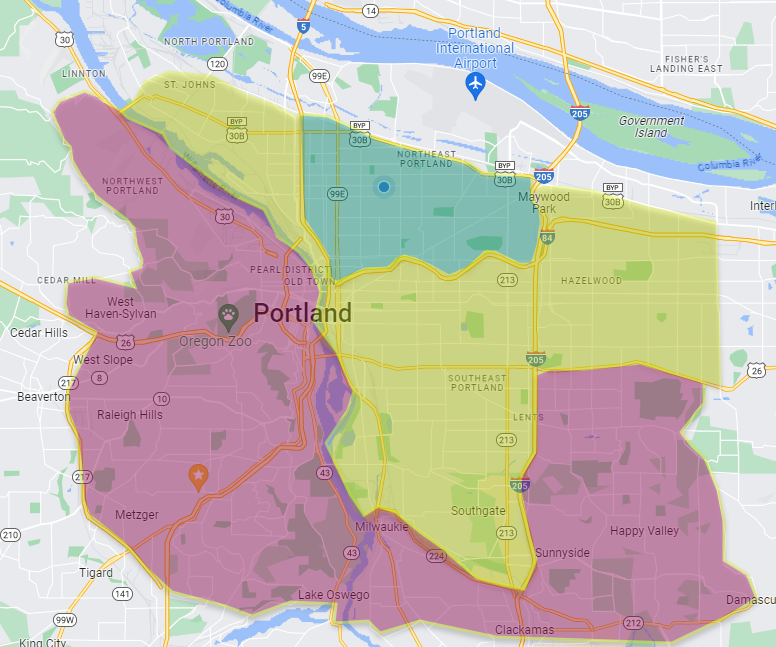 Columbia River
14
5
30
NORTH PORTLAND
Portland
International
Airport
FISHER'S
LANDING EAST
120
99E
LINNTON
ST. JOHNS
205
Government
Island
BYP
30B
BYP
30B
NORTHEAST
PORTLAND
BYP
30B
205
Columbia River
NORTHWEST
PORTLAND
99E
BYP
30B
Maywood
Park
Interl
30
84
PEARL DISTRICT
OLD TOWN
CEDAR MILL
213
HAZELWOOD
West
Haven-Sylvan
Portland
Cedar Hills
26
Oregon Zoo
West Slope
205
26
8
217
SOUTHEAST
PORTLAND
Beaverton
10
Raleigh Hills
LENTS
213
217
43
205
Metzger
Southgate
Milwaukie
213
Happy Valley
210
43
224
Sunnyside
Tigard
141
Lake Oswego
Damascu
99W
212
Clackamas
King City